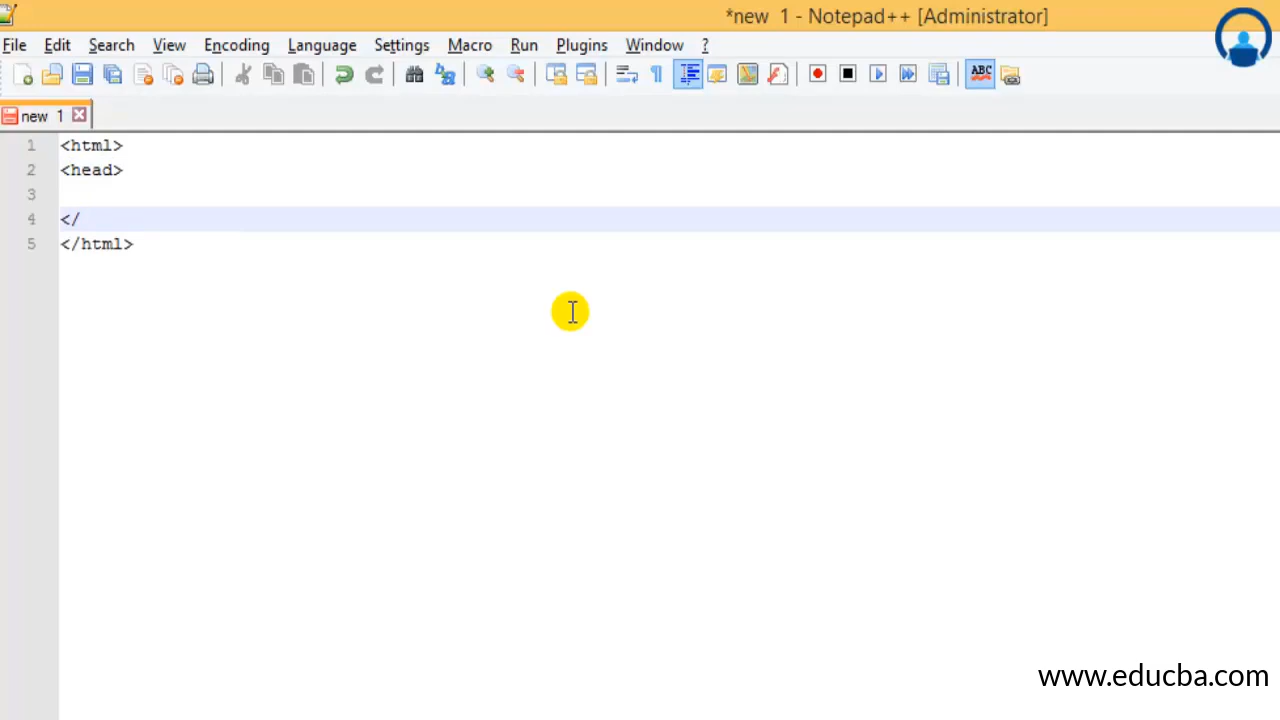 *new 1 - Notepad++ [Administrator]
File Edit Search View Encoding Language Settings Macro Run Plugins Window ?
ABC
new 1
1 <html>
2 <head>
3
4 </
5 </html>
www.educba.com